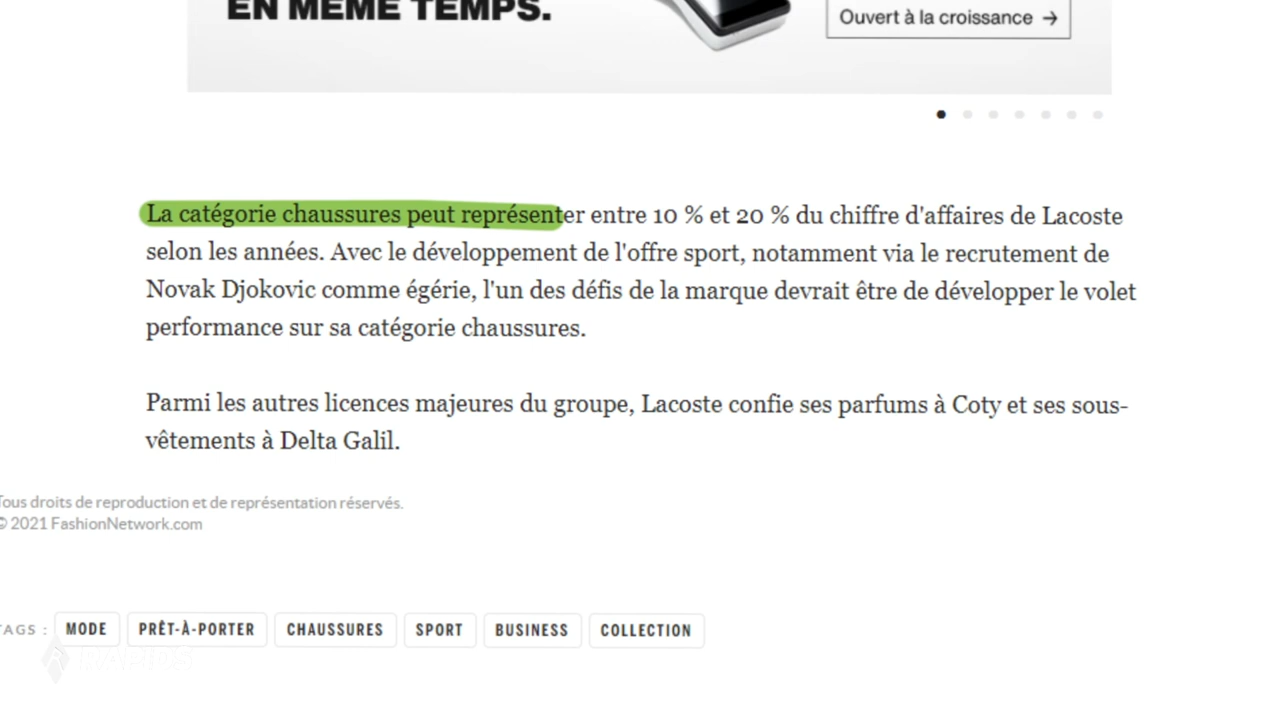 EN MÊME TEMPS.
Ouvert à la croissance →
La catégorie chaussures peut représenter entre 10 % et 20 % du chiffre d'affaires de Lacoste
selon les années. Avec le développement de l'offre sport, notamment via le recrutement de
Novak Djokovic comme égérie, l'un des défis de la marque devrait être de développer le volet
performance sur sa catégorie chaussures.
Parmi les autres licences majeures du groupe, Lacoste confie ses parfums à Coty et ses sous-
vêtements à Delta Galil.
Tous droits de reproduction et de représentation réservés.
© 2021 FashionNetwork.com
TAGS : MODE PRÊT-À-PORTER CHAUSSURES SPORT BUSINESS COLLECTION